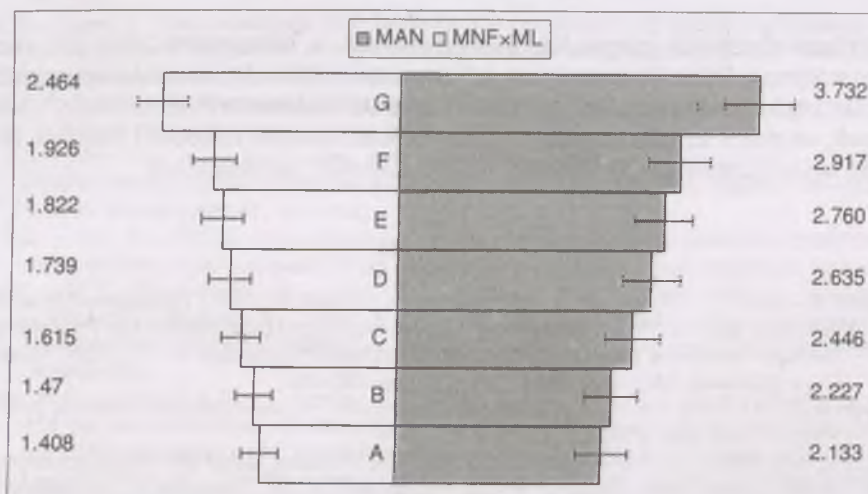 MAN MNF×ML
2.464 G 3.732
1.926 F 2.917
1.822 E 2.760
1.739 D 2.635
1.615 C 2.446
1.47 B 2.227
1.408 A 2.133